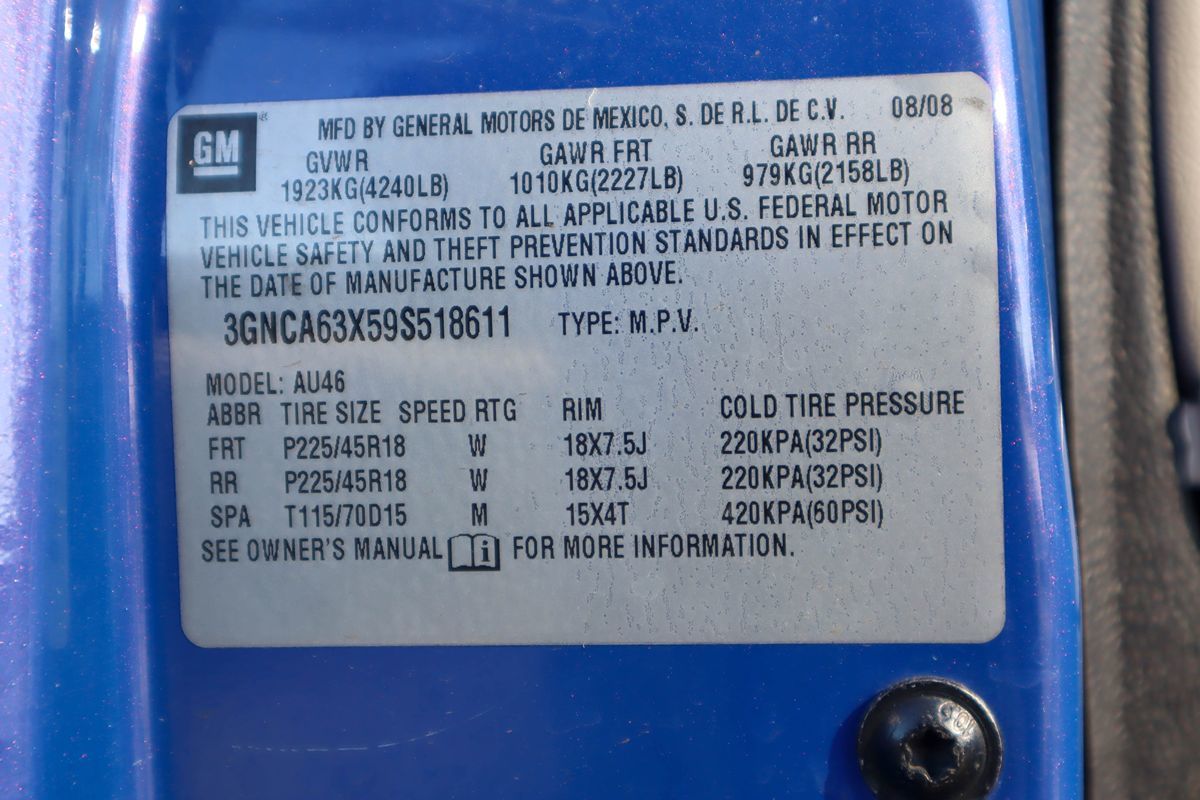 GM ® MFD BY GENERAL MOTORS DE MEXICO, S. DE R.L. DE C.V. 08/08
GVWR GAWR FRT GAWR RR
1923KG(4240LB) 1010KG(2227LB) 979KG(2158LB)
THIS VEHICLE CONFORMS TO ALL APPLICABLE U.S. FEDERAL MOTOR
VEHICLE SAFETY AND THEFT PREVENTION STANDARDS IN EFFECT ON
THE DATE OF MANUFACTURE SHOWN ABOVE.
3GNCA63X59S518611 TYPE: M.P.V.
MODEL: AU46
ABBR TIRE SIZE SPEED RTG RIM COLD TIRE PRESSURE
FRT P225/45R18 W 18X7.5J 220KPA(32PSI)
RR P225/45R18 W 18X7.5J 220KPA(32PSI)
SPA T115/70D15 M 15X4T 420KPA(60PSI)
SEE OWNER'S MANUAL i FOR MORE INFORMATION.